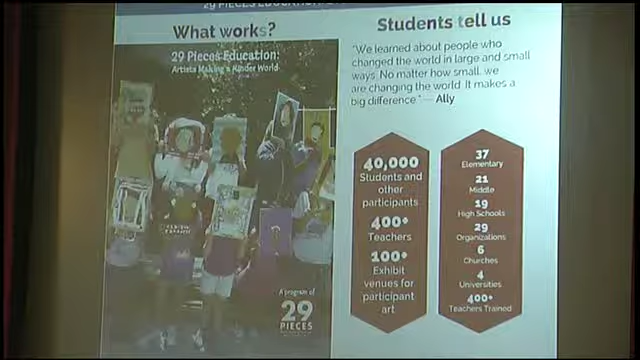 29 PIECES EDUCATION
What works?
29 Pieces Education:
Artists Making a Kinder World
A program of
29
PIECES
Students tell us
"We learned about people who
changed the world in large and small
ways. No matter how small, we
are changing the world. It makes a
big difference." — Ally
40,000
Students and
other
participants
400+
Teachers
100+
Exhibit
venues for
participant
art
37
Elementary
21
Middle
19
High Schools
29
Organizations
6
Churches
4
Universities
400+
Teachers Trained